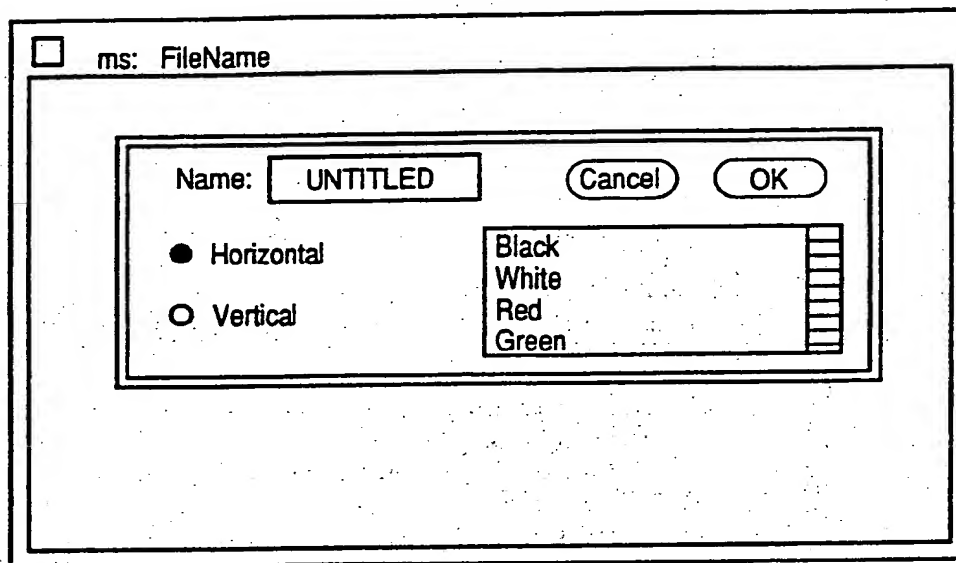 ms: FileName
Name: UNTITLED Cancel OK
Horizontal
Vertical
Black
White
Red
Green